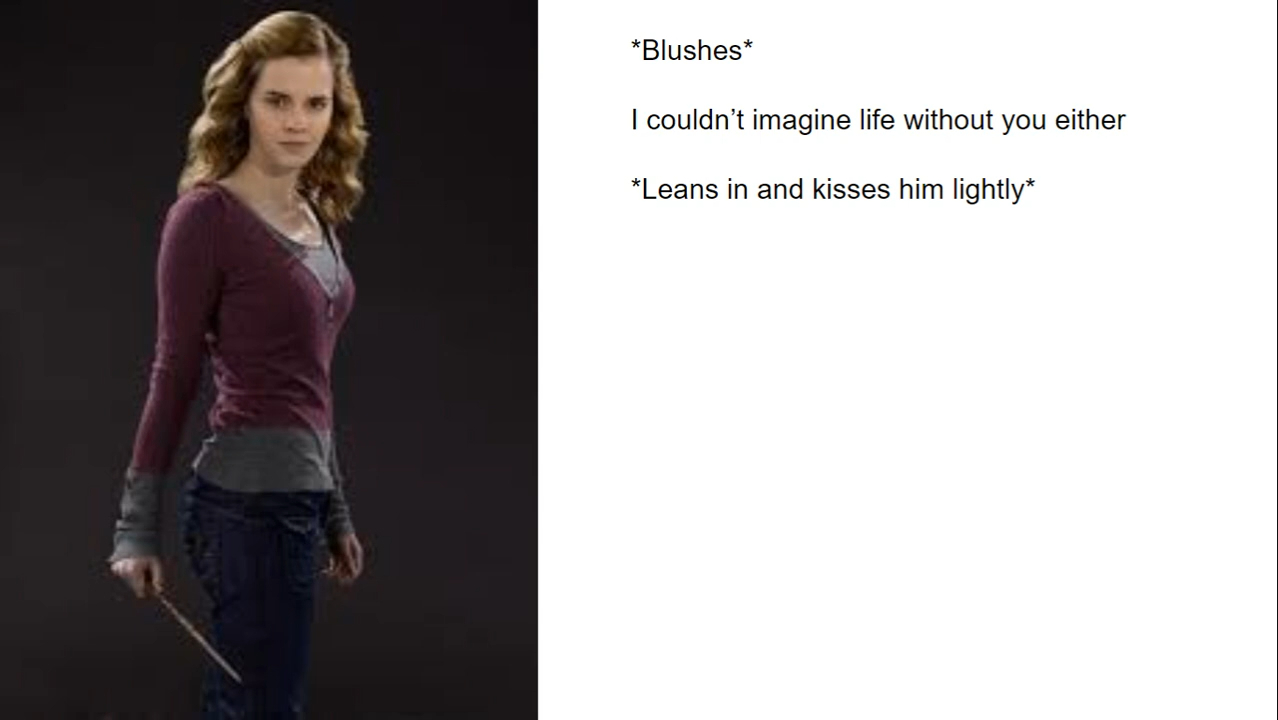 *Blushes*
I couldn’t imagine life without you either
*Leans in and kisses him lightly*